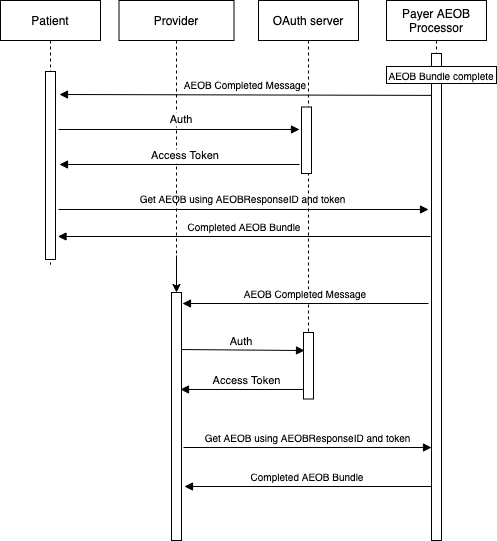 Patient
Provider
OAuth server
Payer AEOB
Processor
AEOB Bundle complete
AEOB Completed Message
Auth
Access Token
Get AEOB using AEOBResponseID and token
Completed AEOB Bundle
AEOB Completed Message
Auth
Access Token
Get AEOB using AEOBResponseID and token
Completed AEOB Bundle